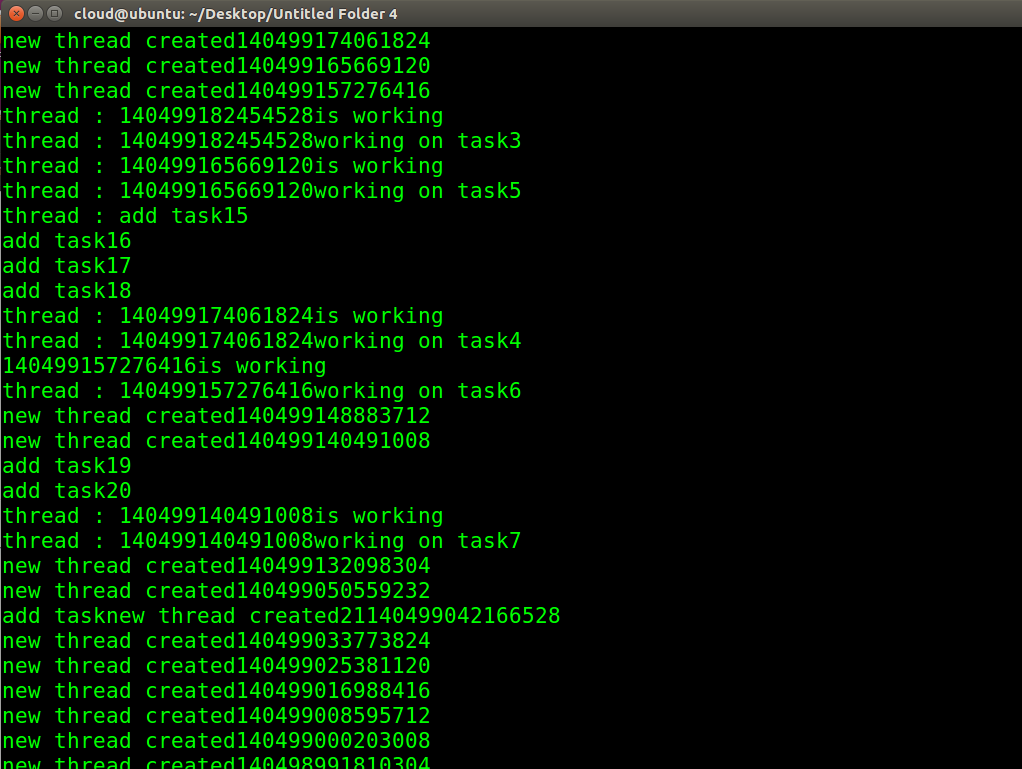 cloud@ubuntu: ~/Desktop/Untitled Folder 4
new thread created140499174061824
new thread created140499165669120
new thread created140499157276416
thread : 140499182454528is working
thread : 140499182454528working on task3
thread : 140499165669120is working
thread : 140499165669120working on task5
thread : add task15
add task16
add task17
add task18
thread : 140499174061824is working
thread : 140499174061824working on task4
140499157276416is working
thread : 140499157276416working on task6
new thread created140499148883712
new thread created140499140491008
add task19
add task20
thread : 140499140491008is working
thread : 140499140491008working on task7
new thread created140499132098304
new thread created140499050559232
add tasknew thread created21140499042166528
new thread created140499033773824
new thread created140499025381120
new thread created140499016988416
new thread created140499008595712
new thread created140499000203008
new thread created140498991810304